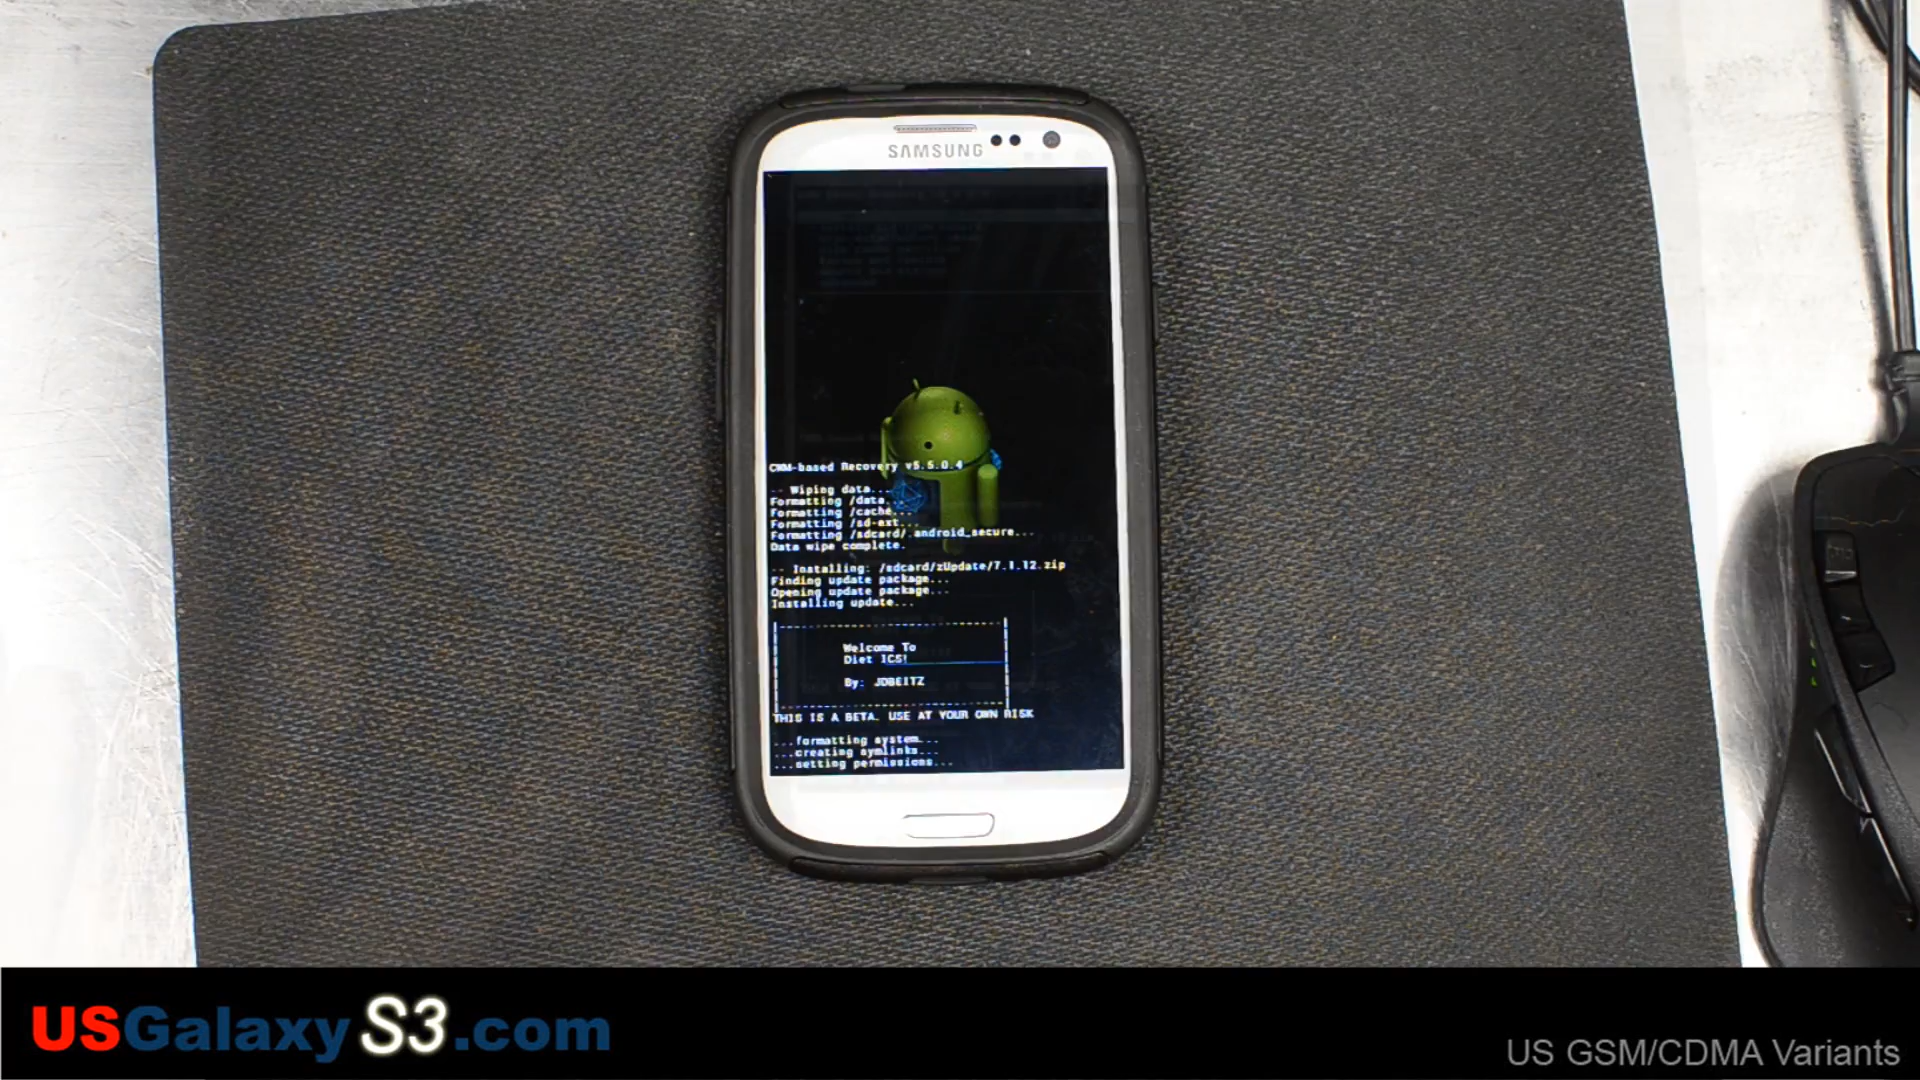 SAMSUNG
CWM-based Recovery v5.5.0.4
-- Wiping data...
Formatting /data...
Formatting /cache...
Formatting /sd-ext...
Formatting /sdcard/.android_secure...
Data wipe complete.
-- Installing: /sdcard/zUpdate/7.1.12.zip
Finding update package...
Opening update package...
Installing update...
Welcome To
Diet ICS!
By: JDBEITZ
THIS IS A BETA. USE AT YOUR OWN RISK
...formatting system...
...creating symlinks...
...setting permissions...
USGalaxyS3.com
US GSM/CDMA Variants